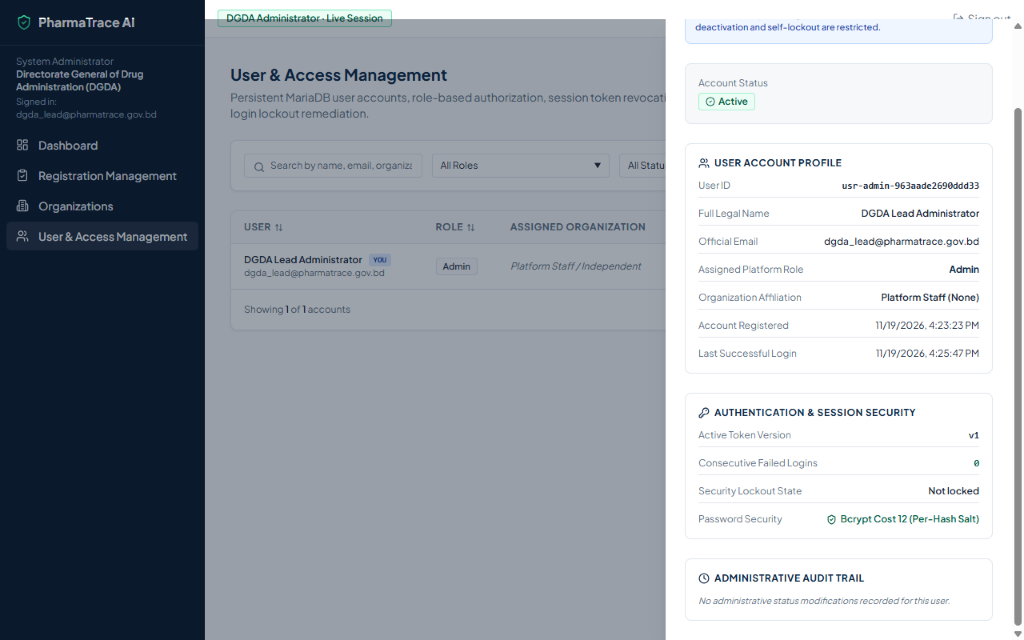 PharmaTrace AI
System Administrator
Directorate General of Drug
Administration (DGDA)
Signed in:
dgda_lead@pharmatrace.gov.bd
Dashboard
Registration Management
Organizations
User & Access Management
DGDA Administrator · Live Session
Sign out
User & Access Management
Persistent MariaDB user accounts, role-based authorization, session token revocati
login lockout remediation.
Search by name, email, organiz
All Roles
All Statu
USER
ROLE
ASSIGNED ORGANIZATION
DGDA Lead Administrator YOU
dgda_lead@pharmatrace.gov.bd
Admin
Platform Staff / Independent
Showing 1 of 1 accounts
deactivation and self-lockout are restricted.
Account Status
Active
USER ACCOUNT PROFILE
User ID usr-admin-963aade2690ddd33
Full Legal Name DGDA Lead Administrator
Official Email dgda_lead@pharmatrace.gov.bd
Assigned Platform Role Admin
Organization Affiliation Platform Staff (None)
Account Registered 11/19/2026, 4:23:23 PM
Last Successful Login 11/19/2026, 4:25:47 PM
AUTHENTICATION & SESSION SECURITY
Active Token Version v1
Consecutive Failed Logins 0
Security Lockout State Not locked
Password Security Bcrypt Cost 12 (Per-Hash Salt)
ADMINISTRATIVE AUDIT TRAIL
No administrative status modifications recorded for this user.